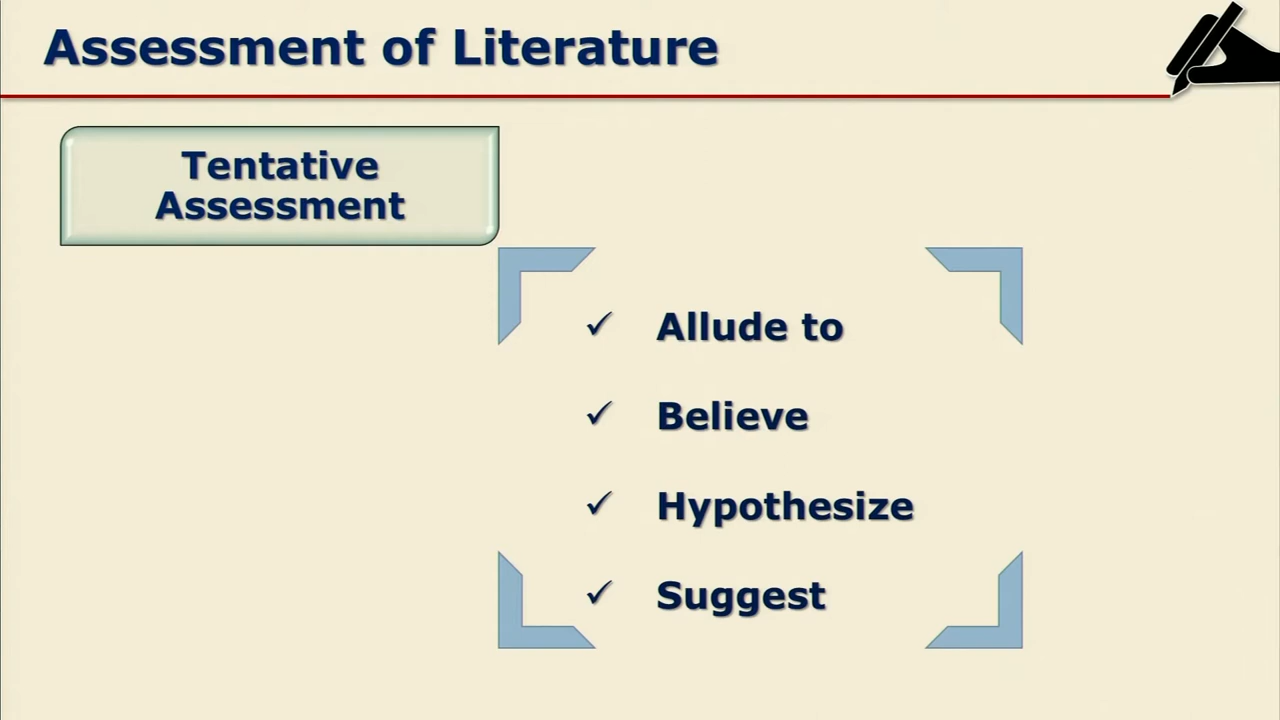 Assessment of Literature
Tentative
Assessment
✓ Allude to
✓ Believe
✓ Hypothesize
✓ Suggest